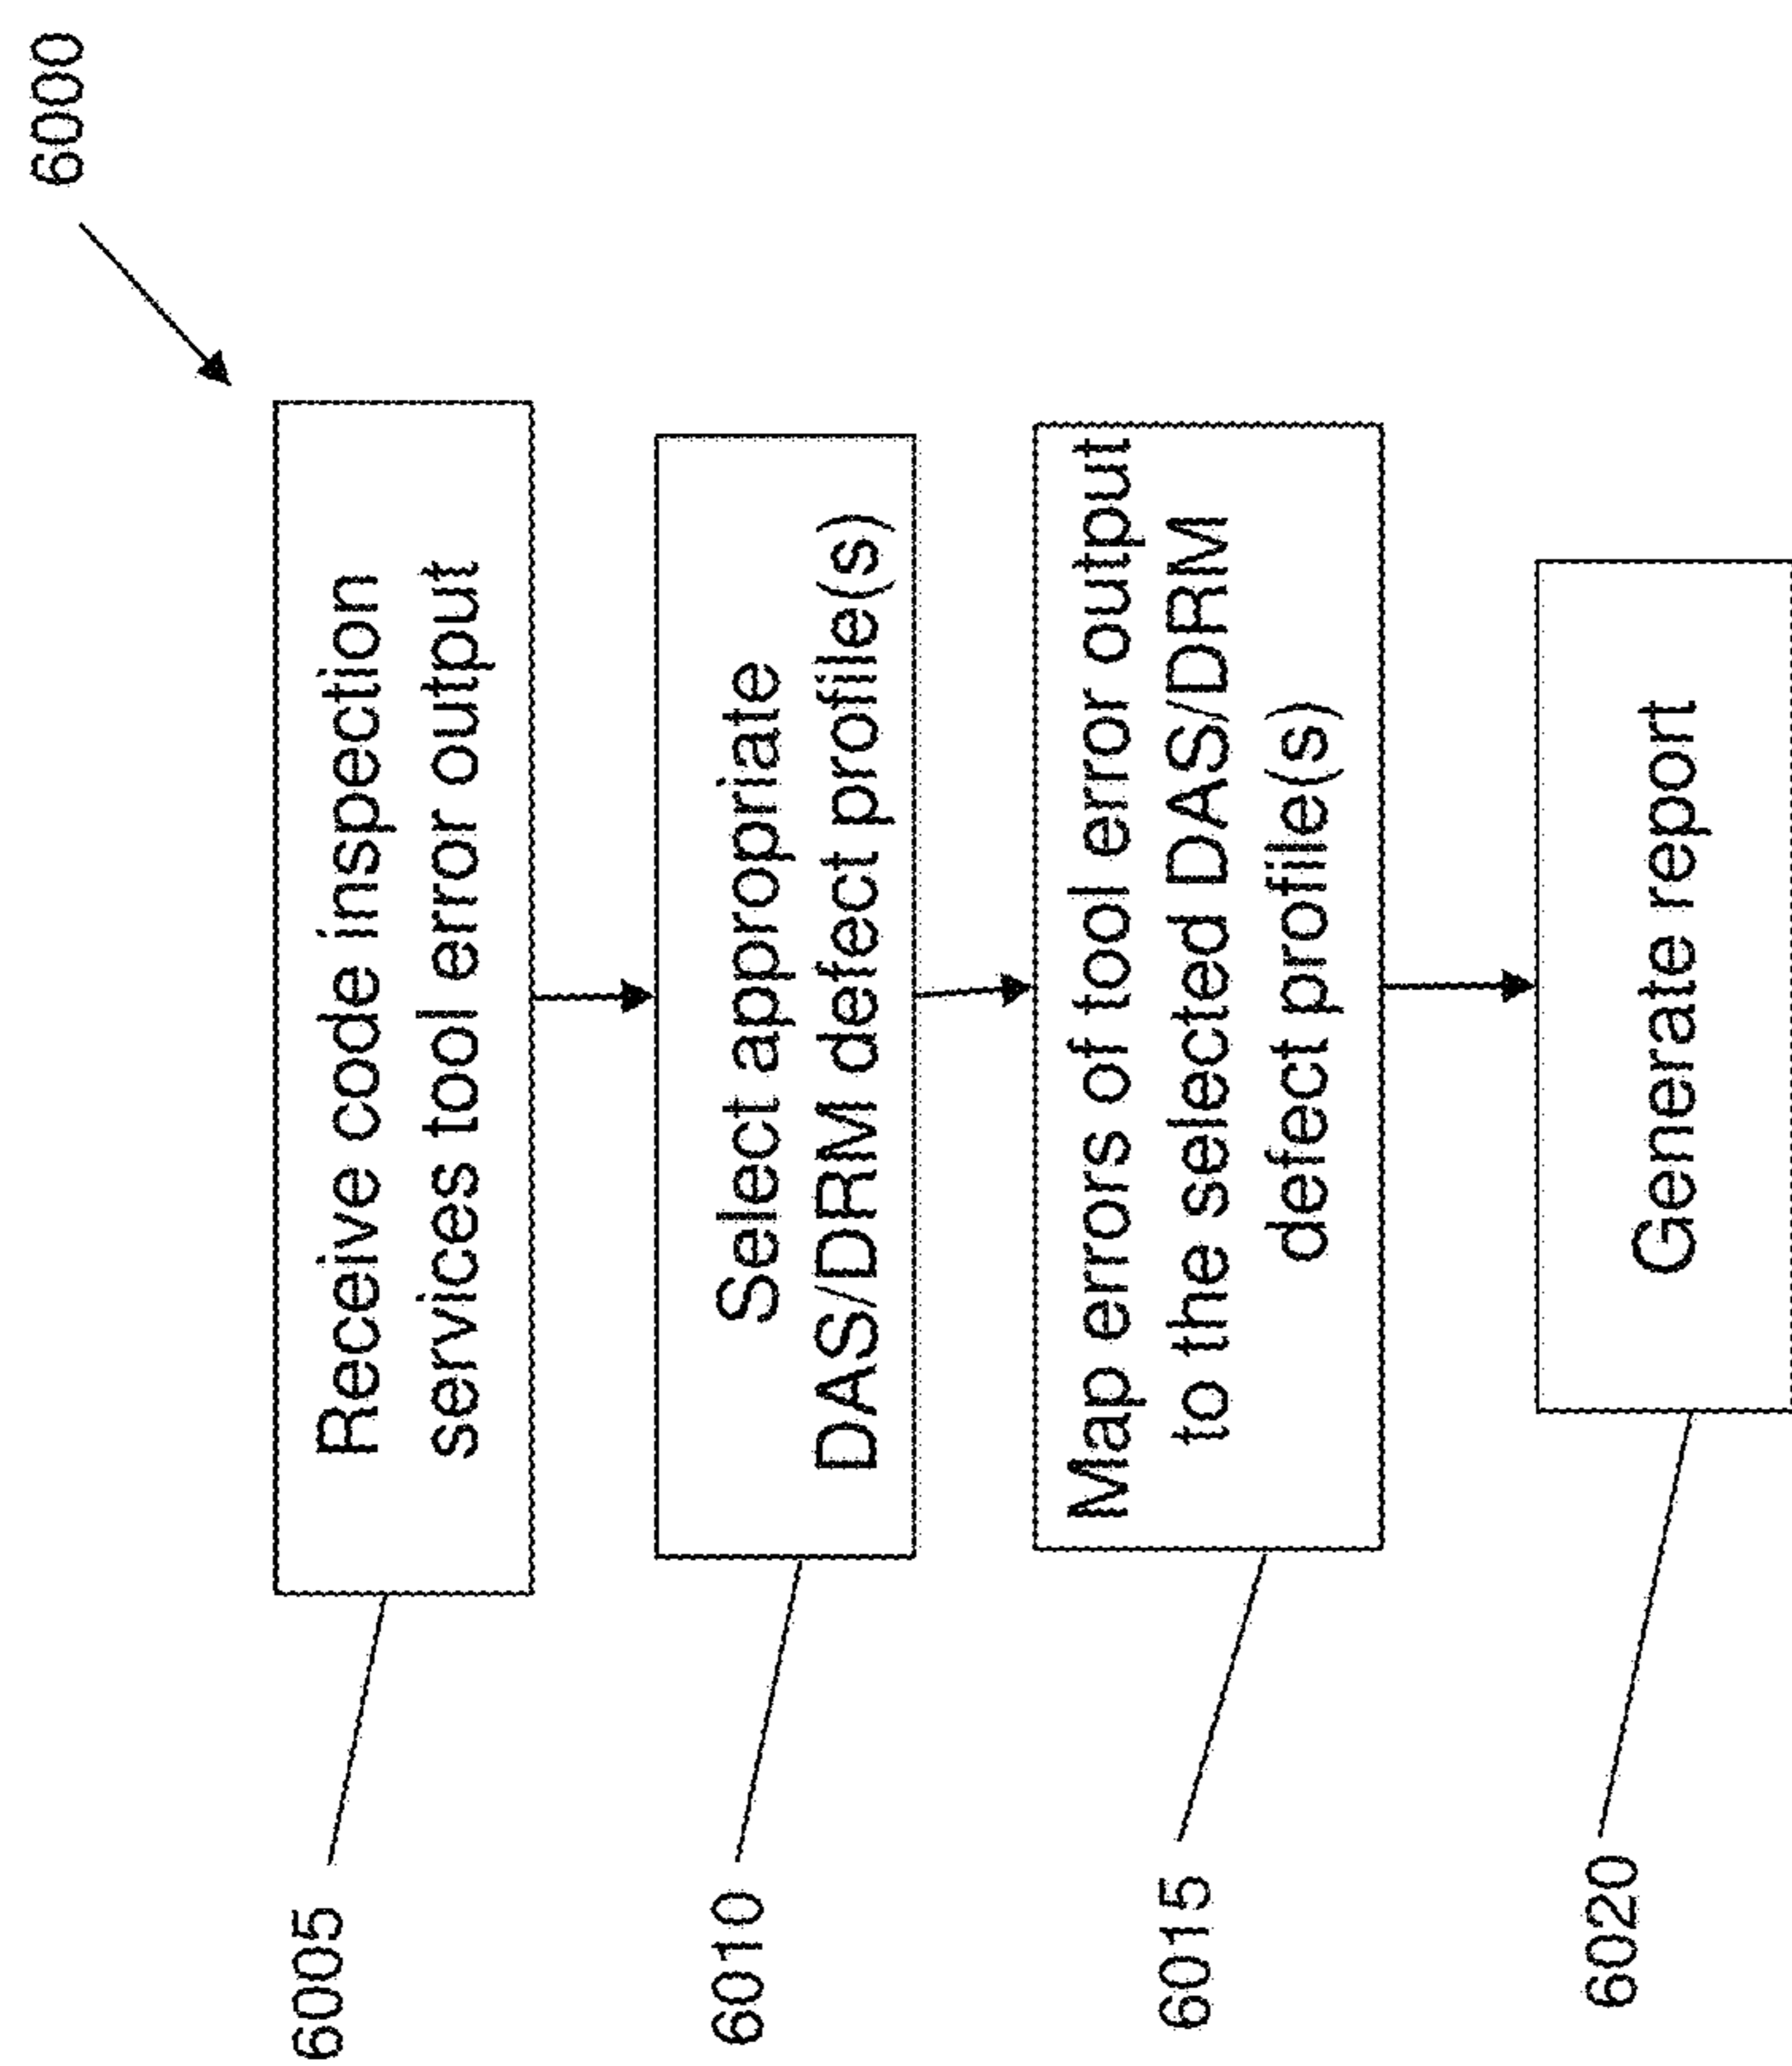 6000
6005
Receive code inspection
services tool error output
6010
Select appropriate
DAS/DRM defect profile(s)
6015
Map errors of tool error output
to the selected DAS/DRM
defect profile(s)
6020
Generate report